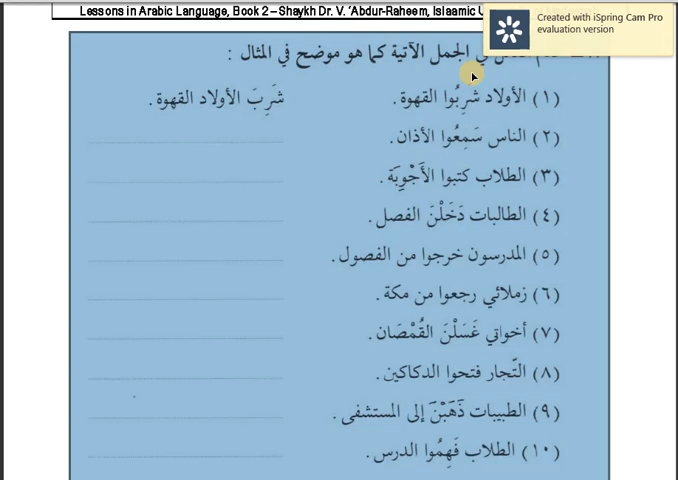 Lessons in Arabic Language, Book 2 – Shaykh Dr. V. ‘Abdur-Raheem, Islaamic U
Created with iSpring Cam Pro
evaluation version
في الجمل الآتية كما هو موضح في المثال :
(١) الأولاد شَرِبُوا القهوة . شَرِبَ الأولاد القهوة .
(٢) الناس سَمِعُوا الأذان .
(٣) الطلاب كتبوا الأَجْوِبَة .
(٤) الطالبات دَخَلْنَ الفصل .
(٥) المدرسون خرجوا من الفصول .
(٦) زملائي رجعوا من مكة .
(٧) أخواتي غَسَلْنَ القُمْصَان .
(٨) التّجار فتحوا الدكاكين .
(٩) الطبيبات ذَهَبْنَ إلى المستشفى .
(١٠) الطلاب فَهِمُوا الدرس .